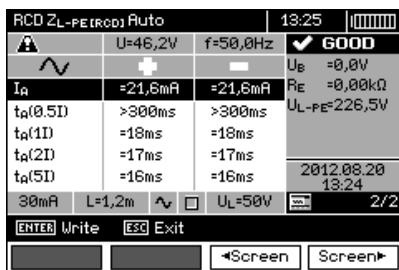 RCD ZL-PE[RCD] Auto 13:25
U=46,2V f=50,0Hz ✔ GOOD
UB =0,0V
IA =21,6mA =21,6mA RE =0,00kΩ
tA(0.5I) >300ms >300ms UL-PE=226,5V
tA(1I) =18ms =18ms
tA(2I) =17ms =17ms
tA(5I) =16ms =16ms 2012.08.20
13:24
30mA L=1,2m UL=50V 2/2
ENTER Write ESC Exit
◄Screen Screen►